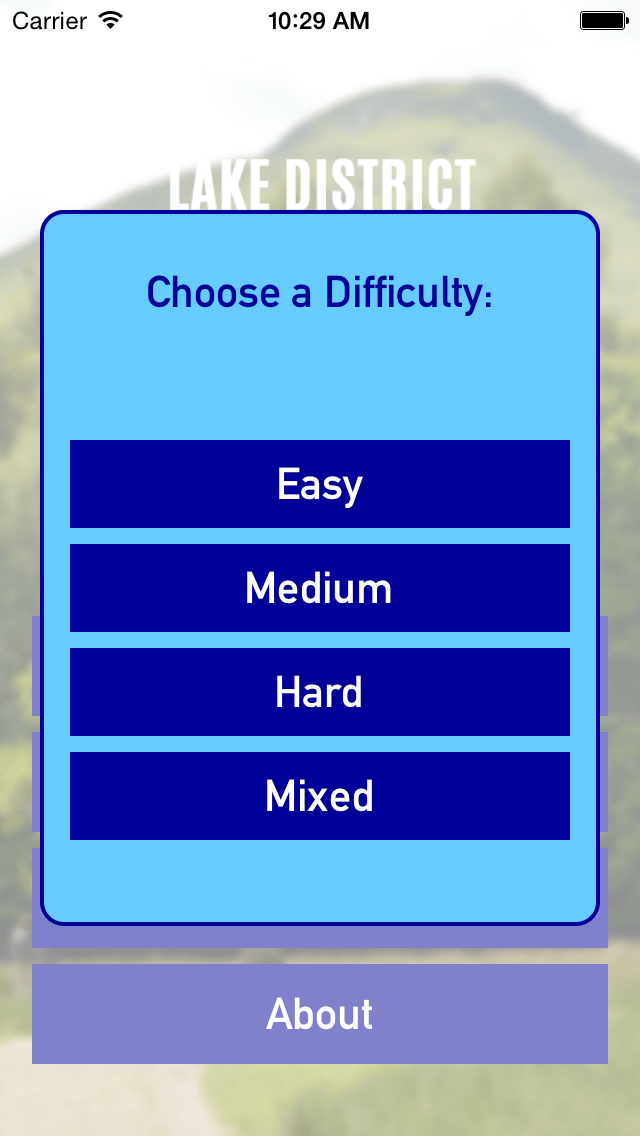 Carrier 10:29 AM
LAKE DISTRICT
Choose a Difficulty:
Easy
Medium
Hard
Mixed
About